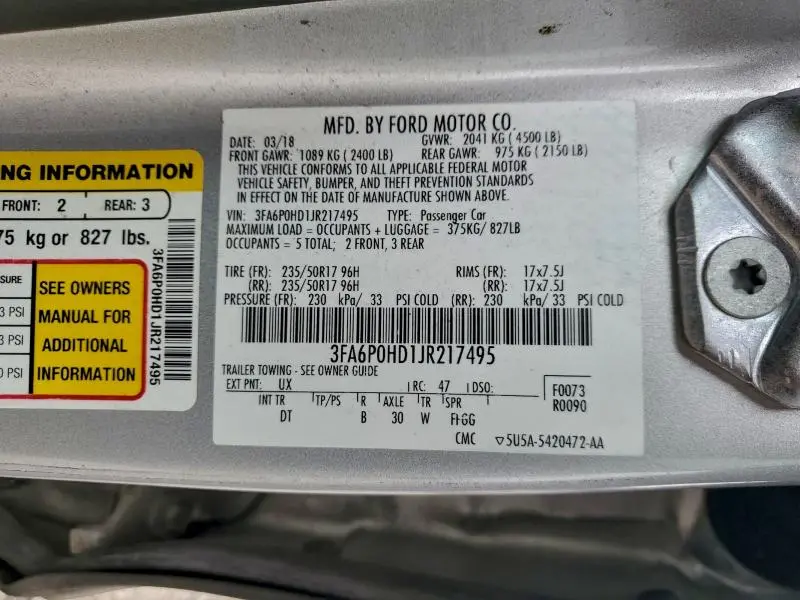 NG INFORMATION
FRONT: 2 REAR: 3
75 kg or 827 lbs.
SURE
3 PSI
3 PSI
0 PSI
SEE OWNERS
MANUAL FOR
ADDITIONAL
INFORMATION
3FA6P0HD1JR217495
MFD. BY FORD MOTOR CO.
DATE: 03/18 GVWR: 2041 KG (4500 LB)
FRONT GAWR: 1089 KG (2400 LB) REAR GAWR: 975 KG (2150 LB)
THIS VEHICLE CONFORMS TO ALL APPLICABLE FEDERAL MOTOR
VEHICLE SAFETY, BUMPER, AND THEFT PREVENTION STANDARDS
IN EFFECT ON THE DATE OF MANUFACTURE SHOWN ABOVE.
VIN: 3FA6P0HD1JR217495 TYPE: Passenger Car
MAXIMUM LOAD = OCCUPANTS + LUGGAGE = 375KG/ 827LB
OCCUPANTS = 5 TOTAL; 2 FRONT, 3 REAR
TIRE (FR): 235/50R17 96H RIMS (FR): 17x7.5J
(RR): 235/50R17 96H (RR): 17x7.5J
PRESSURE (FR): 230 kPa/ 33 PSI COLD (RR): 230 kPa/ 33 PSI COLD
3FA6P0HD1JR217495
TRAILER TOWING - SEE OWNER GUIDE
EXT PNT: UX RC: 47 DSO:
INT TR TP/PS R AXLE TR SPR
DT B 30 W FHGG
F0073
R0090
CMC ▽5U5A-5420472-AA